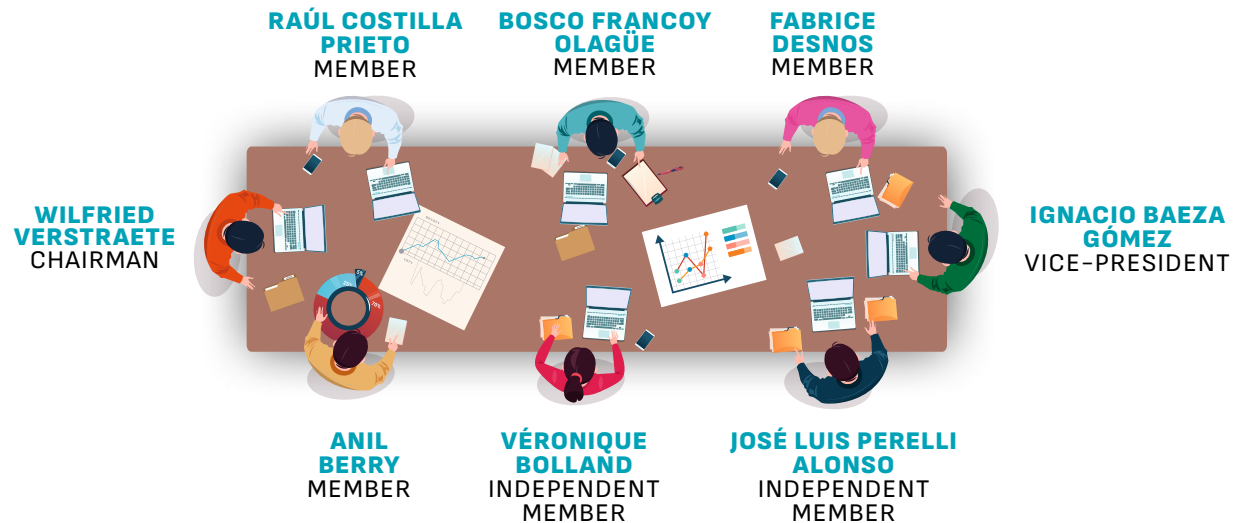 RAÚL COSTILLA
PRIETO
MEMBER
BOSCO FRANCOY
OLAGÜE
MEMBER
FABRICE
DESNOS
MEMBER
WILFRIED
VERSTRAETE
CHAIRMAN
IGNACIO BAEZA
GÓMEZ
VICE-PRESIDENT
ANIL
BERRY
MEMBER
VÉRONIQUE
BOLLAND
INDEPENDENT
MEMBER
JOSÉ LUIS PERELLI
ALONSO
INDEPENDENT
MEMBER